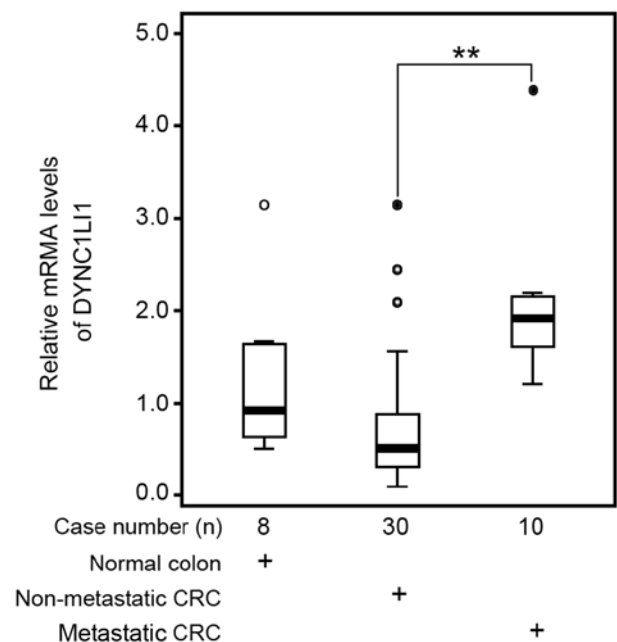 5.0
**
4.0
3.0
2.0
1.0
0.0
Relative mRMA levels
of DYNC1LI1
Case number (n) 8 30 10
Normal colon +
Non-metastatic CRC +
Metastatic CRC +